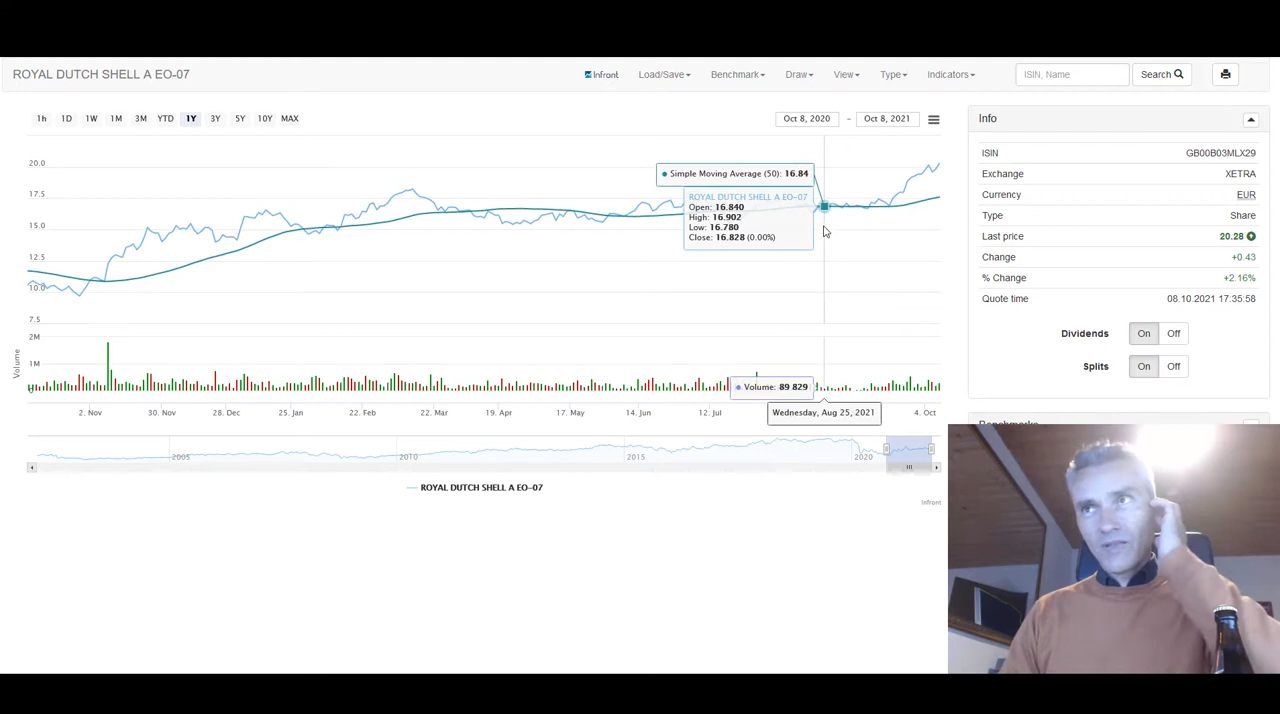 ROYAL DUTCH SHELL A EO-07
Infront
Load/Save
Benchmark
Draw
View
Type
Indicators
ISIN, Name
Search
1h 1D 1W 1M 3M YTD 1Y 3Y 5Y 10Y MAX
Oct 8, 2020 – Oct 8, 2021
20.0
17.5
15.0
12.5
10.0
7.5
Simple Moving Average (50): 16.84
ROYAL DUTCH SHELL A EO-07
Open: 16.840
High: 16.902
Low: 16.780
Close: 16.828 (0.00%)
Volume
2M
1M
0
Volume: 89 829
2. Nov 30. Nov 28. Dec 25. Jan 22. Feb 22. Mar 19. Apr 17. May 14. Jun 12. Jul 4. Oct
Wednesday, Aug 25, 2021
2005 2010 2015 2020
ROYAL DUTCH SHELL A EO-07
Infront
Info
ISIN GB00B03MLX29
Exchange XETRA
Currency EUR
Type Share
Last price 20.28
Change +0.43
% Change +2.16%
Quote time 08.10.2021 17:35:58
Dividends On Off
Splits On Off
Benchmarks